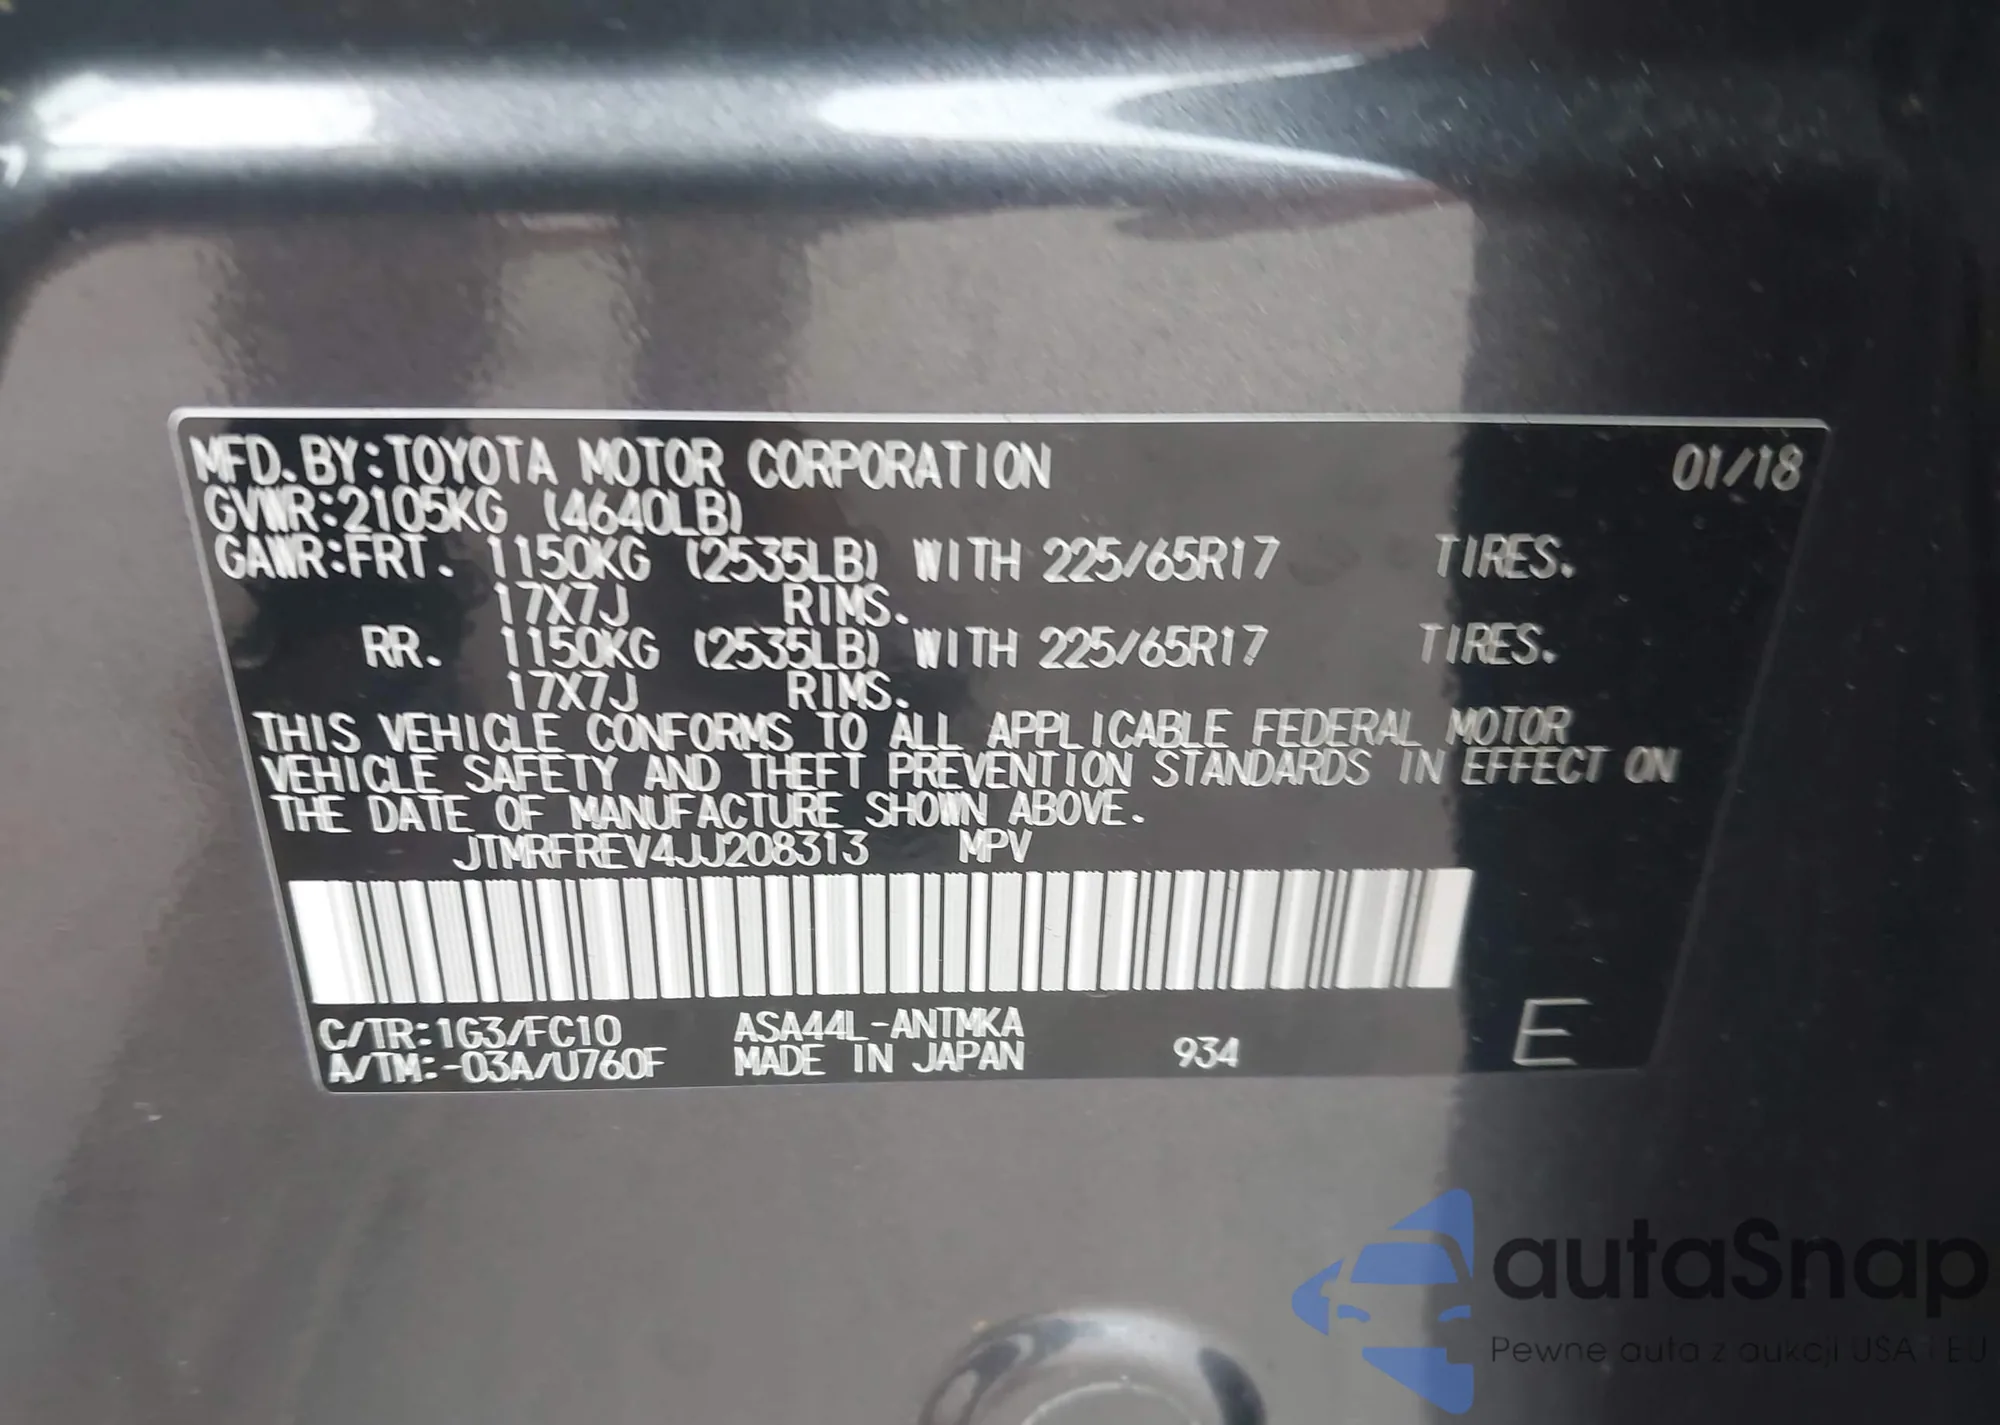 MFD.BY:TOYOTA MOTOR CORPORATION 01/18
GVWR:2105KG (4640LB)
GAWR:FRT. 1150KG (2535LB) WITH 225/65R17 TIRES.
17X7J RIMS.
RR. 1150KG (2535LB) WITH 225/65R17 TIRES.
17X7J RIMS.
THIS VEHICLE CONFORMS TO ALL APPLICABLE FEDERAL MOTOR
VEHICLE SAFETY AND THEFT PREVENTION STANDARDS IN EFFECT ON
THE DATE OF MANUFACTURE SHOWN ABOVE.
JTMRFREV4JJ208313 MPV
C/TR:1G3/FC10 ASA44L-ANTMKA
A/TM:-03A/U760F MADE IN JAPAN 934 E
autaSnap
Pewne auta z aukcji USA i EU